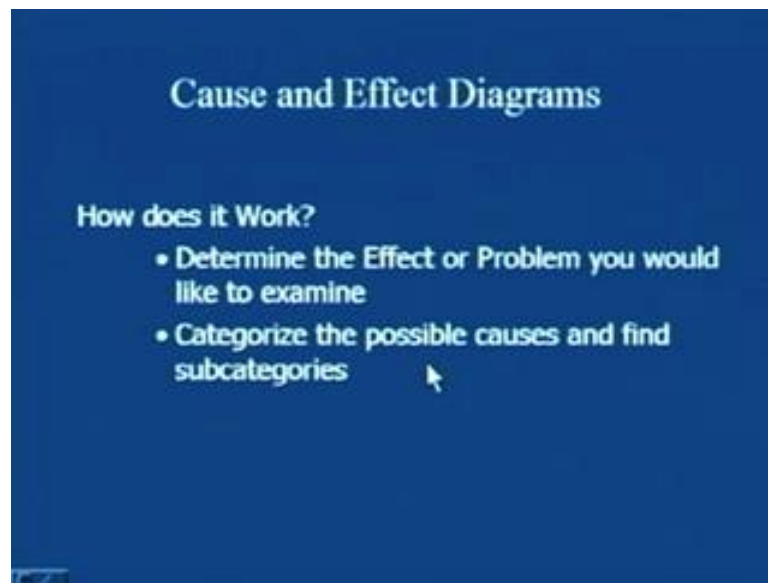 Cause and Effect Diagrams
How does it Work?
• Determine the Effect or Problem you would
like to examine
• Categorize the possible causes and find
subcategories